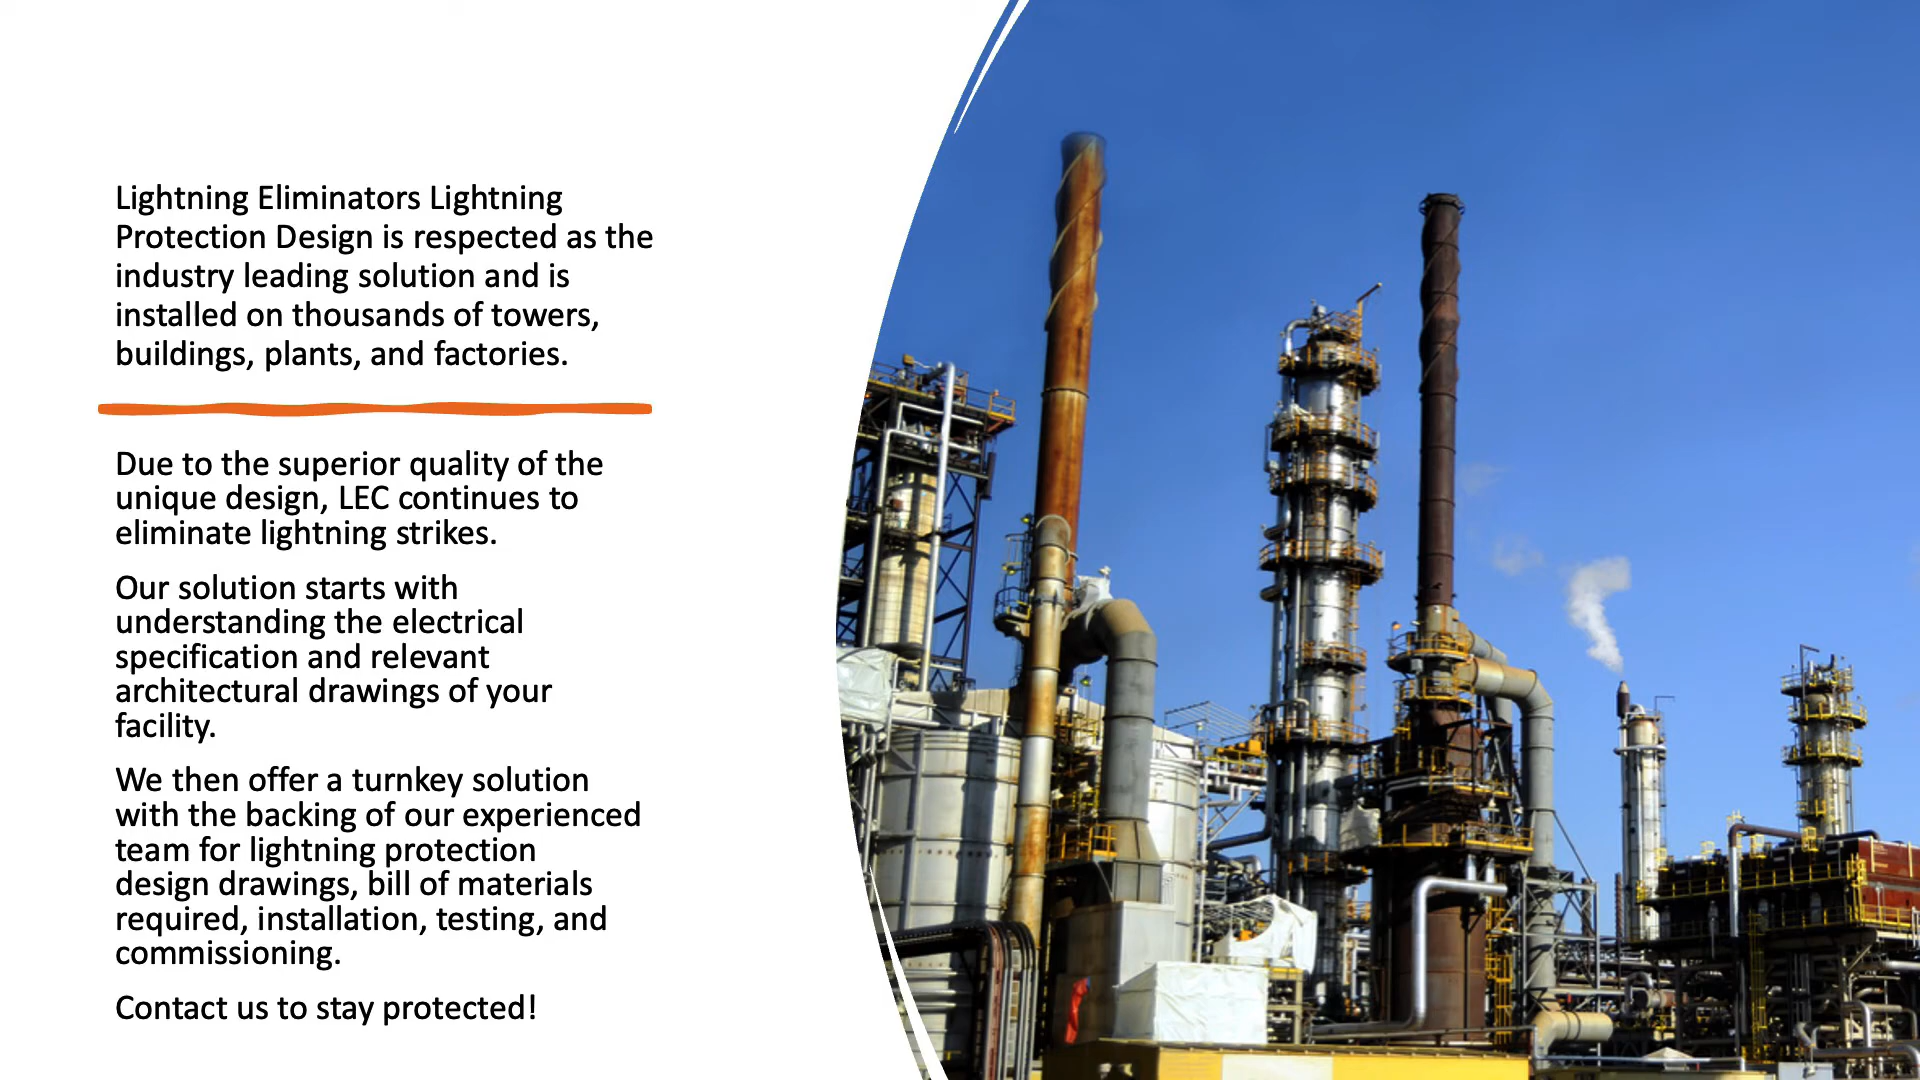 Lightning Eliminators Lightning
Protection Design is respected as the
industry leading solution and is
installed on thousands of towers,
buildings, plants, and factories.
Due to the superior quality of the
unique design, LEC continues to
eliminate lightning strikes.
Our solution starts with
understanding the electrical
specification and relevant
architectural drawings of your
facility.
We then offer a turnkey solution
with the backing of our experienced
team for lightning protection
design drawings, bill of materials
required, installation, testing, and
commissioning.
Contact us to stay protected!